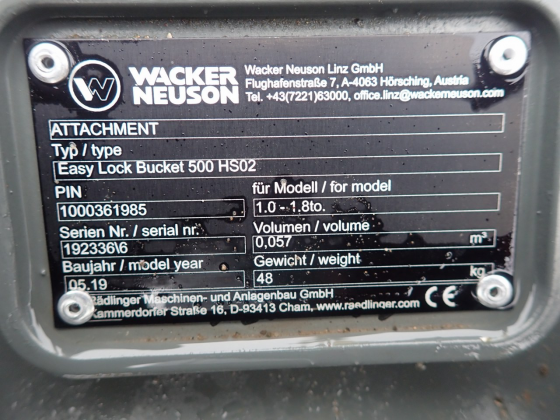 WACKER NEUSON
Wacker Neuson Linz GmbH
Flughafenstraße 7, A-4063 Hörsching, Austria
Tel. +43(7221)63000, office.linz@wackerneuson.com
ATTACHMENT
Typ / type
Easy Lock Bucket 500 HS02
PIN
1000361985
für Modell / for model
1.0 - 1.8to.
Serien Nr. / serial nr.
192336\6
Volumen / volume
0,057 m³
Baujahr / model year
05.19
Gewicht / weight
48 kg
Rädlinger Maschinen- und Anlagenbau GmbH
Kammerdorfer Straße 16, D-93413 Cham, www.raedlinger.com
CE